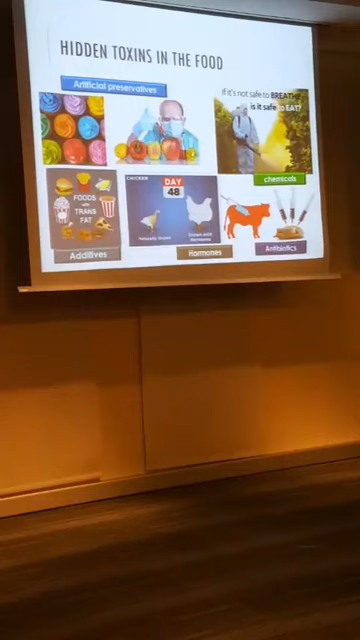 HIDDEN TOXINS IN THE FOOD
Artificial preservatives
If it's not safe to BREATHE
is it safe to EAT?
chemicals
FOODS
with
TRANS
FAT
CHICKEN
DAY
48
Additives
Hormones
Antibiotics